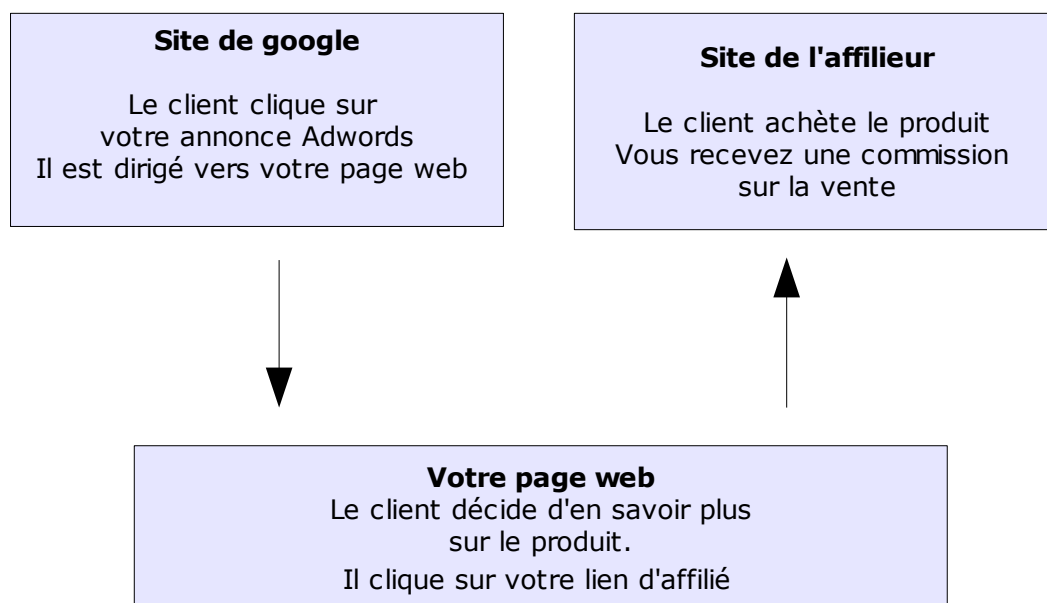 Site de google
Le client clique sur
votre annonce Adwords
Il est dirigé vers votre page web
Site de l'affilieur
Le client achète le produit
Vous recevez une commission
sur la vente
Votre page web
Le client décide d'en savoir plus
sur le produit.
Il clique sur votre lien d'affilié